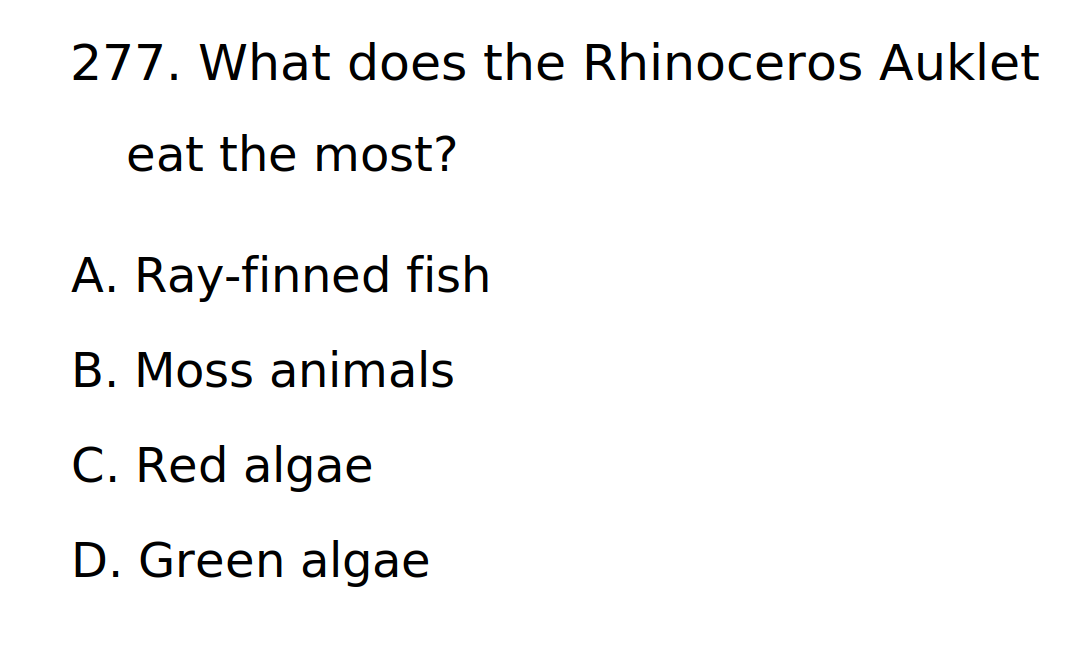 277. What does the Rhinoceros Auklet
eat the most?
A. Ray-finned fish
B. Moss animals
C. Red algae
D. Green algae